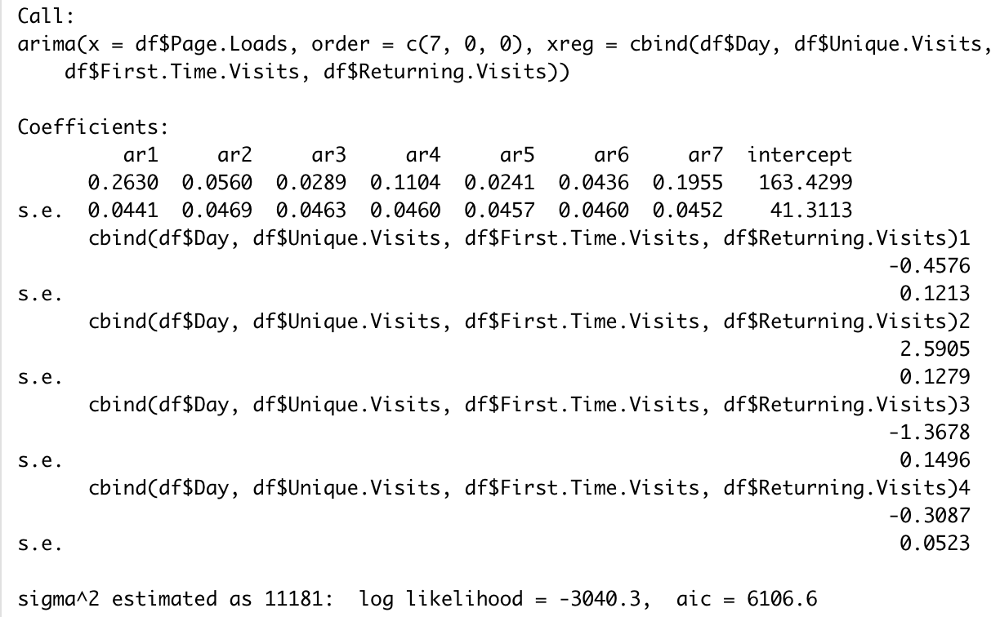 Call:
arima(x = df$Page.Loads, order = c(7, 0, 0), xreg = cbind(df$Day, df$Unique.Visits,
    df$First.Time.Visits, df$Returning.Visits))

Coefficients:
         ar1     ar2     ar3     ar4     ar5     ar6     ar7  intercept
      0.2630  0.0560  0.0289  0.1104  0.0241  0.0436  0.1955   163.4299
s.e.  0.0441  0.0469  0.0463  0.0460  0.0457  0.0460  0.0452    41.3113
      cbind(df$Day, df$Unique.Visits, df$First.Time.Visits, df$Returning.Visits)1
                                                                          -0.4576
s.e.                                                                       0.1213
      cbind(df$Day, df$Unique.Visits, df$First.Time.Visits, df$Returning.Visits)2
                                                                           2.5905
s.e.                                                                       0.1279
      cbind(df$Day, df$Unique.Visits, df$First.Time.Visits, df$Returning.Visits)3
                                                                          -1.3678
s.e.                                                                       0.1496
      cbind(df$Day, df$Unique.Visits, df$First.Time.Visits, df$Returning.Visits)4
                                                                          -0.3087
s.e.                                                                       0.0523

sigma^2 estimated as 11181:  log likelihood = -3040.3,  aic = 6106.6